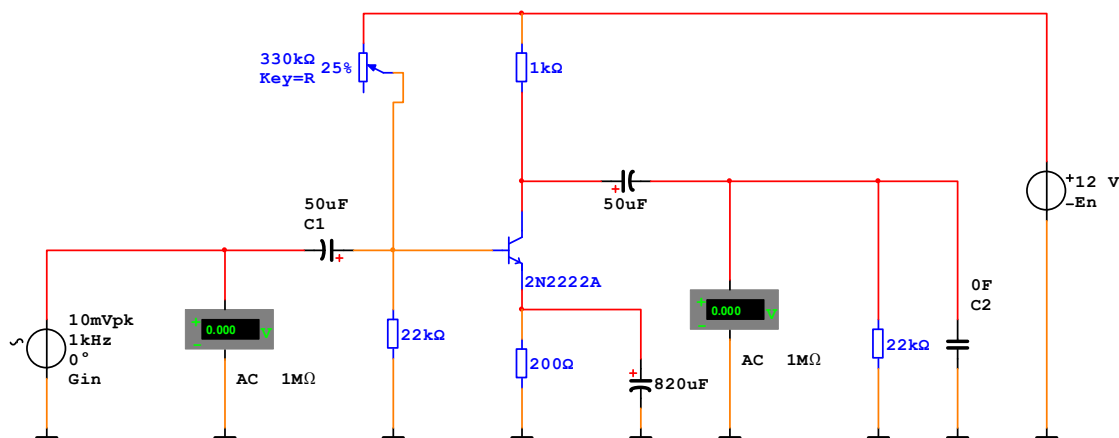 330kΩ
Key=R
25%
1kΩ
+12 V
−En
50uF
C1
+
+
50uF
2N2222A
0F
C2
10mVpk
1kHz
0°
Gin
+
−
0.000
V
AC 1MΩ
22kΩ
200Ω
+
820uF
+
−
0.000
V
AC 1MΩ
22kΩ